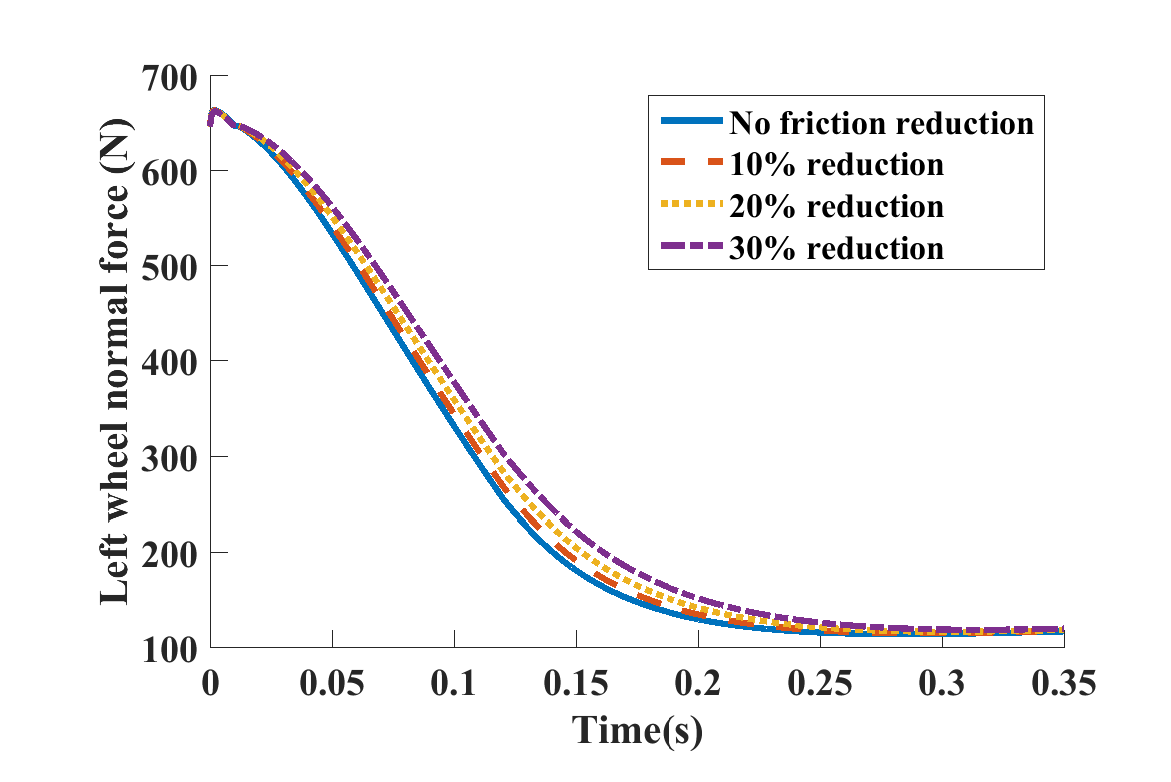 700
600
500
400
300
200
100
0
0.05
0.1
0.15
0.2
0.25
0.3
0.35
Left wheel normal force (N)
Time(s)
No friction reduction
10% reduction
20% reduction
30% reduction